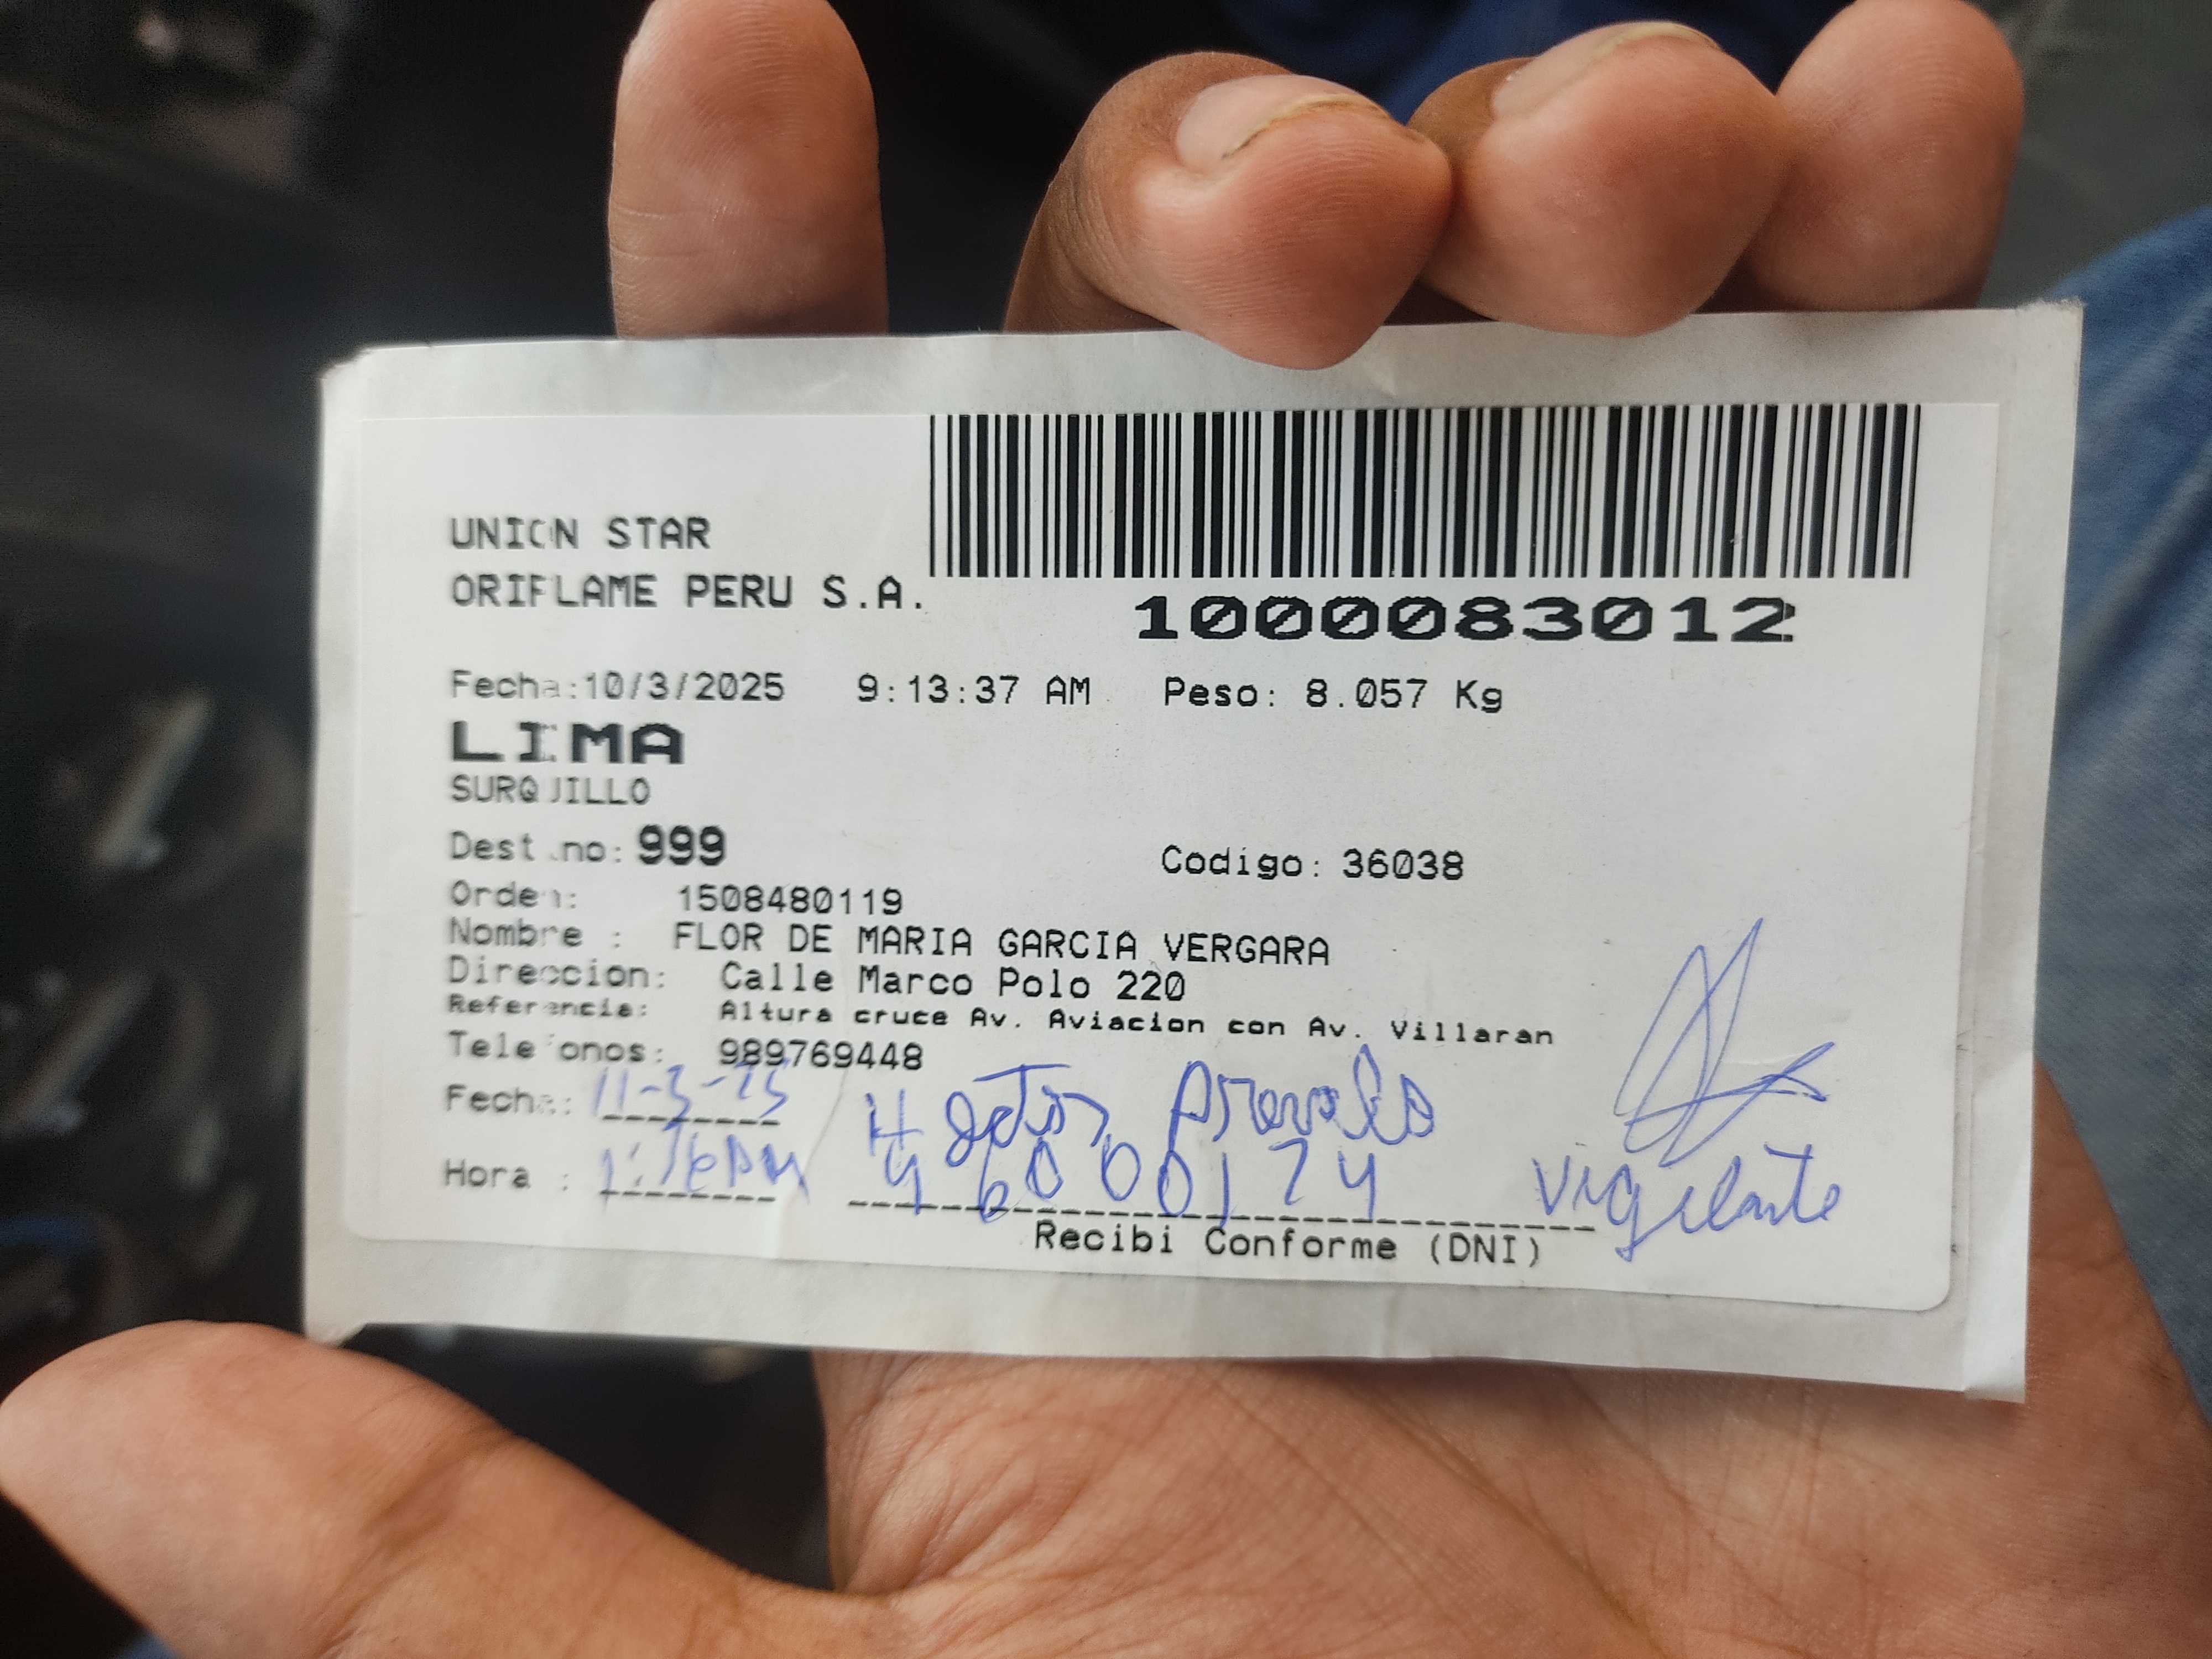 UNION STAR
ORIFLAME PERU S.A.
1000083012
Fecha:10/3/2025 9:13:37 AM Peso: 8.057 Kg
LIMA
SURQUILLO
Destino: 999 Codigo: 36038
Orden: 1508480119
Nombre : FLOR DE MARIA GARCIA VERGARA
Direccion: Calle Marco Polo 220
Referencia: Altura cruce Av. Aviacion con Av. Villaran
Telefonos: 989769448
Fecha: 11-3-25 Hector
Hora : 46000174 Vigilante
Recibi Conforme (DNI)